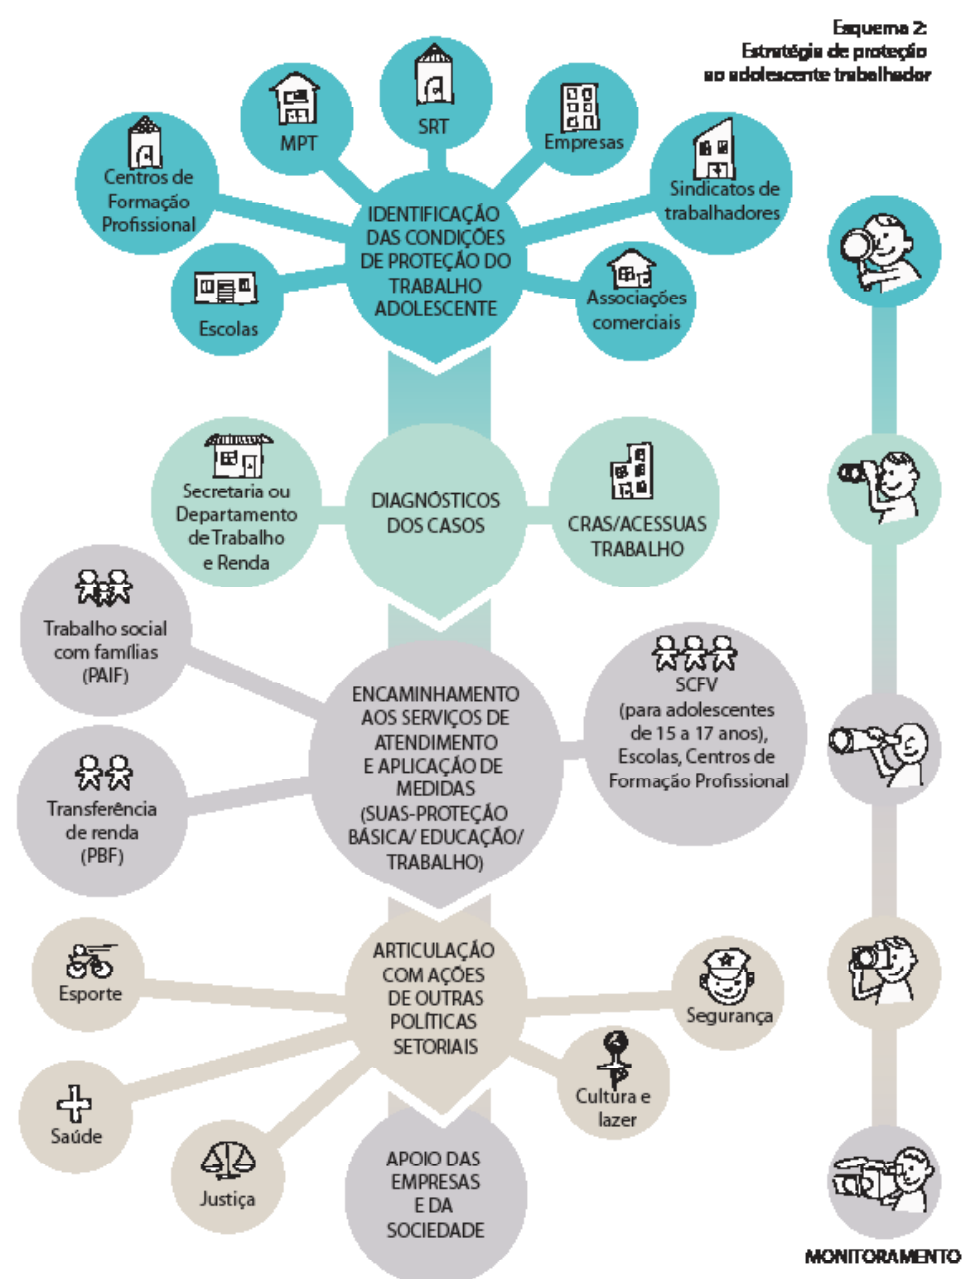 Esquema 2:
Estratégia de proteção
ao adolescente trabalhador
SRT
MPT
Empresas
Centros de
Formação
Profissional
Sindicatos de
trabalhadores
Escolas
Associações
comerciais
IDENTIFICAÇÃO
DAS CONDIÇÕES
DE PROTEÇÃO DO
TRABALHO
ADOLESCENTE
Secretaria ou
Departamento
de Trabalho
e Renda
DIAGNÓSTICOS
DOS CASOS
CRAS/ACESSUAS
TRABALHO
Trabalho social
com famílias
(PAIF)
Transferência
de renda
(PBF)
ENCAMINHAMENTO
AOS SERVIÇOS DE
ATENDIMENTO
E APLICAÇÃO DE
MEDIDAS
(SUAS-PROTEÇÃO
BÁSICA/ EDUCAÇÃO/
TRABALHO)
SCFV
(para adolescentes
de 15 a 17 anos),
Escolas, Centros de
Formação Profissional
Esporte
Saúde
Justiça
ARTICULAÇÃO
COM AÇÕES
DE OUTRAS
POLÍTICAS
SETORIAIS
Segurança
Cultura e
lazer
APOIO DAS
EMPRESAS
E DA
SOCIEDADE
MONITORAMENTO